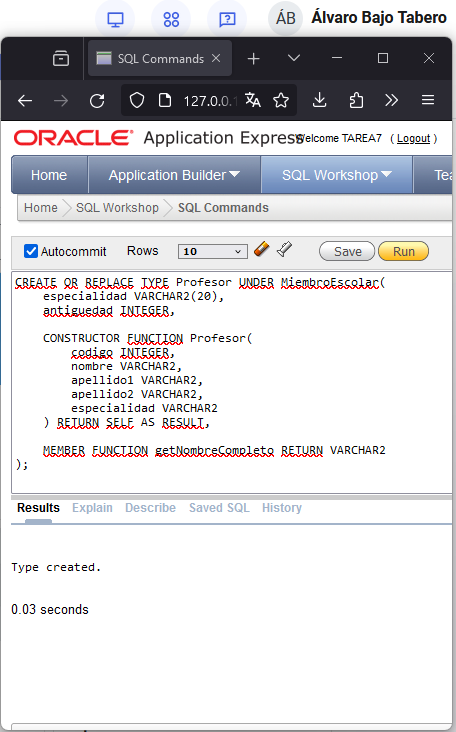 ÁB Álvaro Bajo Tabero
SQL Commands
127.0.0.1
ORACLE Application Express
Welcome TAREA7 ( Logout )
Home Application Builder SQL Workshop
Home SQL Workshop SQL Commands
Autocommit Rows 10 Save Run
CREATE OR REPLACE TYPE Profesor UNDER MiembroEscolar(
especialidad VARCHAR2(20),
antiguedad INTEGER,
CONSTRUCTOR FUNCTION Profesor(
codigo INTEGER,
nombre VARCHAR2,
apellido1 VARCHAR2,
apellido2 VARCHAR2,
especialidad VARCHAR2
) RETURN SELF AS RESULT,
MEMBER FUNCTION getNombreCompleto RETURN VARCHAR2
);
Results Explain Describe Saved SQL History
Type created.
0.03 seconds